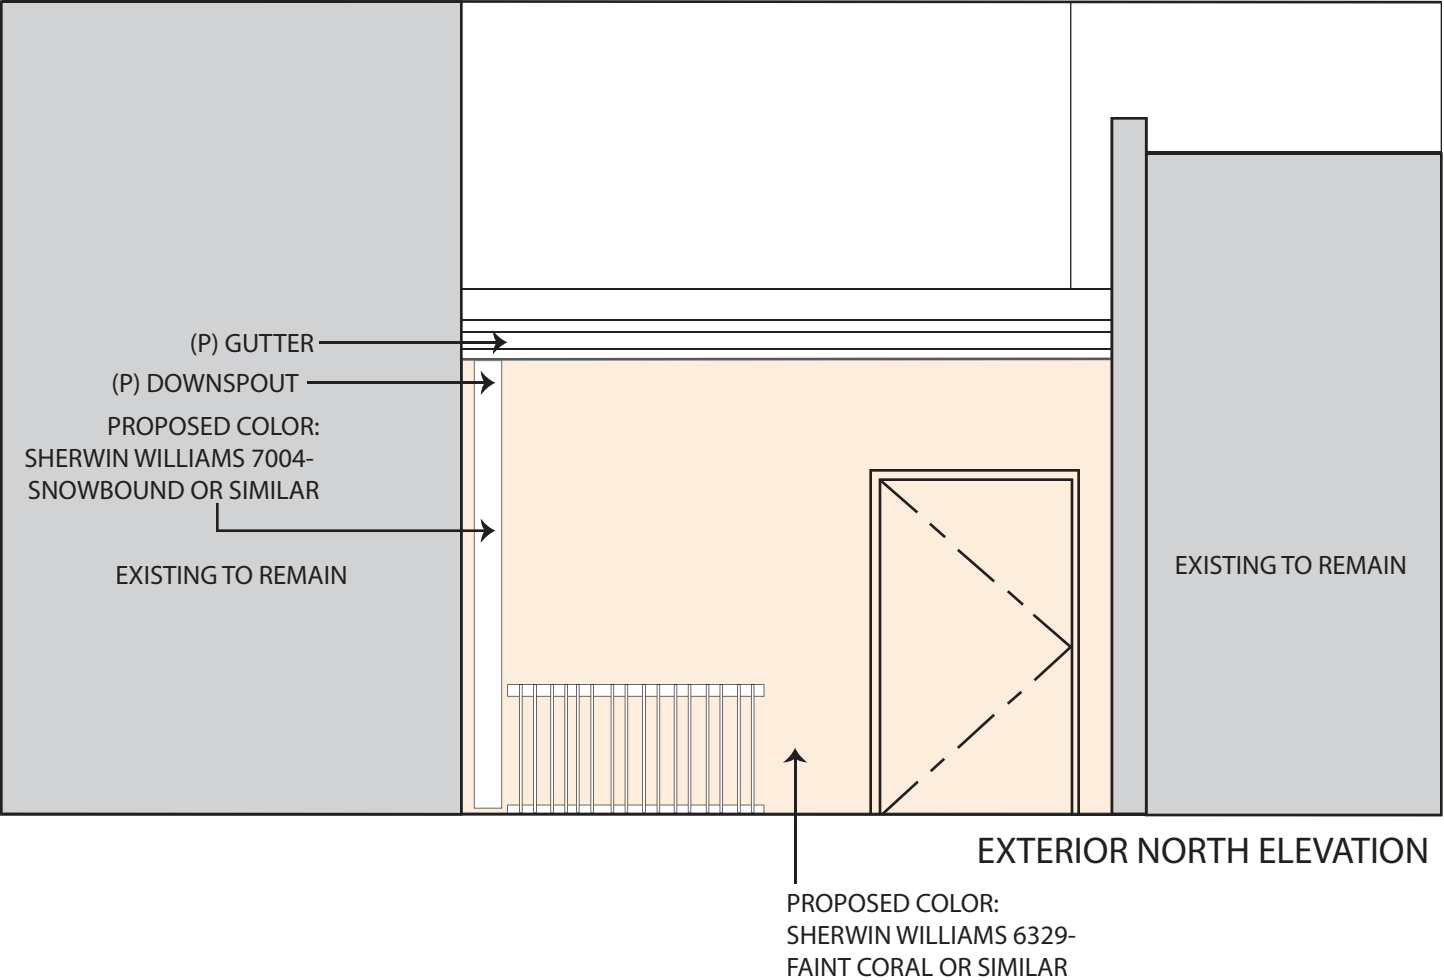 (P) GUTTER
(P) DOWNSPOUT
PROPOSED COLOR:
SHERWIN WILLIAMS 7004-
SNOWBOUND OR SIMILAR
EXISTING TO REMAIN
EXISTING TO REMAIN
EXTERIOR NORTH ELEVATION
PROPOSED COLOR:
SHERWIN WILLIAMS 6329-
FAINT CORAL OR SIMILAR